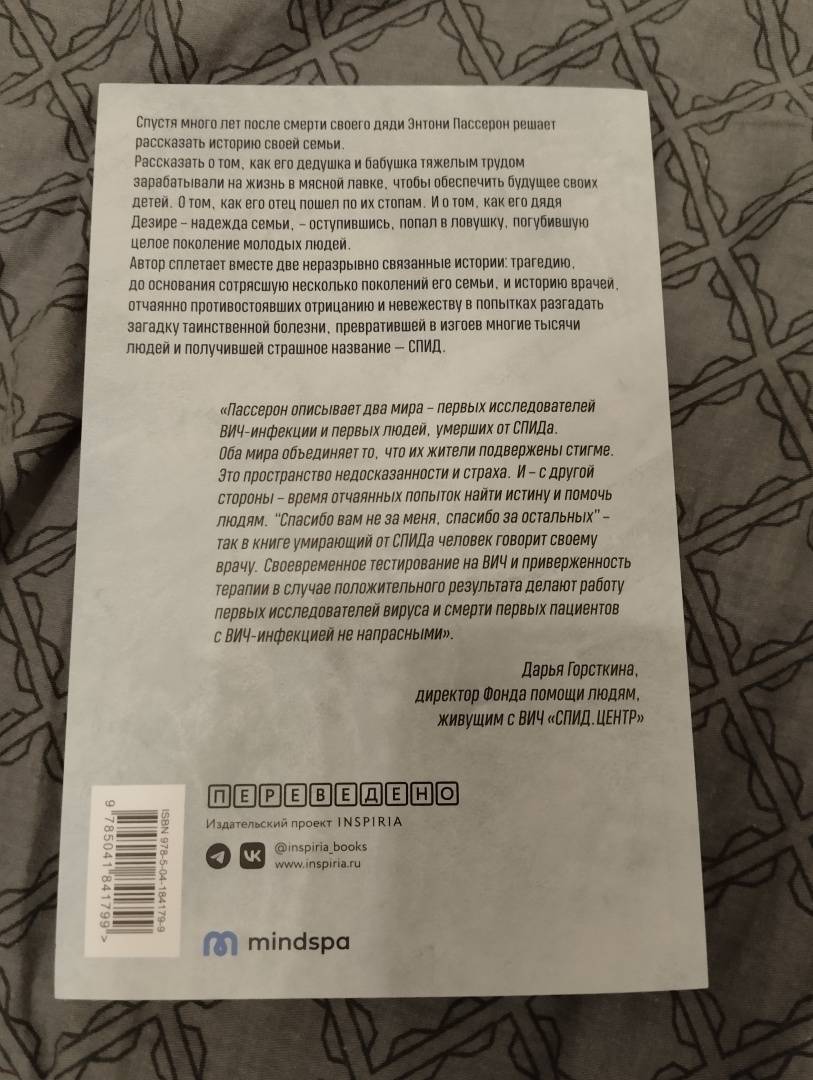 Спустя много лет после смерти своего дяди Энтони Пассерон решает
рассказать историю своей семьи.
Рассказать о том, как его дедушка и бабушка тяжелым трудом
зарабатывали на жизнь в мясной лавке, чтобы обеспечить будущее своих
детей. О том, как его отец пошел по их стопам. И о том, как его дядя
Дезире – надежда семьи, – оступившись, попал в ловушку, погубившую
целое поколение молодых людей.
Автор сплетает вместе две неразрывно связанные истории: трагедию,
до основания сотрясшую несколько поколений его семьи, и историю врачей,
отчаянно противостоявших отрицанию и невежеству в попытках разгадать
загадку таинственной болезни, превратившей в изгоев многие тысячи
людей и получившей страшное название — СПИД.
«Пассерон описывает два мира – первых исследователей
ВИЧ-инфекции и первых людей, умерших от СПИДа.
Оба мира объединяет то, что их жители подвержены стигме.
Это пространство недосказанности и страха. И – с другой
стороны – время отчаянных попыток найти истину и помочь
людям. "Спасибо вам не за меня, спасибо за остальных" –
так в книге умирающий от СПИДа человек говорит своему
врачу. Своевременное тестирование на ВИЧ и приверженность
терапии в случае положительного результата делают работу
первых исследователей вируса и смерти первых пациентов
с ВИЧ-инфекцией не напрасными».
Дарья Горсткина,
директор Фонда помощи людям,
живущим с ВИЧ «СПИД.ЦЕНТР»
ПЕРЕВЕДЕНО
Издательский проект INSPIRIA
@inspiria_books
www.inspiria.ru
mindspa
ISBN 978-5-04-184179-9
9 785041 841799 >